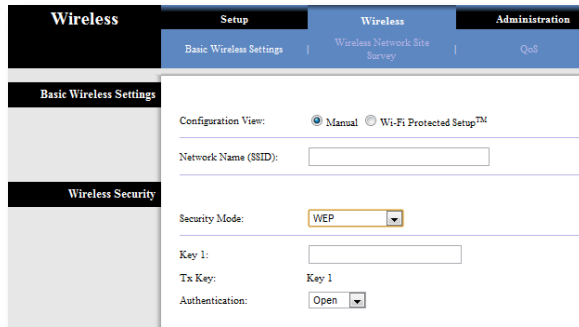 Wireless
Setup Wireless Administration
Basic Wireless Settings | Wireless Network Site Survey | QoS
Basic Wireless Settings
Configuration View: Manual Wi-Fi Protected Setup™
Network Name (SSID):
Wireless Security
Security Mode: WEP
Key 1:
Tx Key: Key 1
Authentication: Open